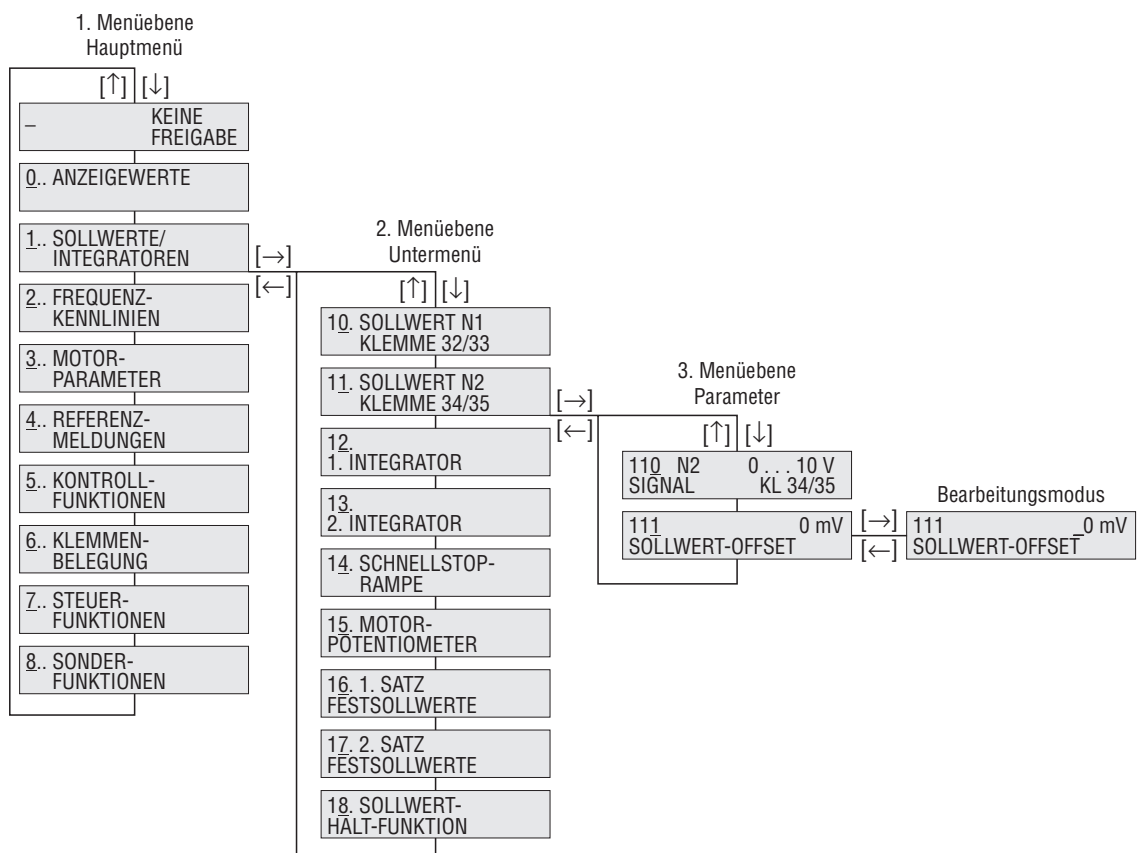 1. Menüebene
Hauptmenü
[↑] [↓]
_ KEINE
FREIGABE
0.. ANZEIGEWERTE
1.. SOLLWERTE/
INTEGRATOREN
[→]
[←]
2.. FREQUENZ-
KENNLINIEN
3.. MOTOR-
PARAMETER
4.. REFERENZ-
MELDUNGEN
5.. KONTROLL-
FUNKTIONEN
6.. KLEMMEN-
BELEGUNG
7.. STEUER-
FUNKTIONEN
8.. SONDER-
FUNKTIONEN
2. Menüebene
Untermenü
[↑] [↓]
10. SOLLWERT N1
KLEMME 32/33
11. SOLLWERT N2
KLEMME 34/35
[→]
[←]
12.
1. INTEGRATOR
13.
2. INTEGRATOR
14. SCHNELLSTOP-
RAMPE
15. MOTOR-
POTENTIOMETER
16. 1. SATZ
FESTSOLLWERTE
17. 2. SATZ
FESTSOLLWERTE
18. SOLLWERT-
HALT-FUNKTION
3. Menüebene
Parameter
[↑] [↓]
110 N2 0 . . . 10 V
SIGNAL KL 34/35
111 0 mV
SOLLWERT-OFFSET
[→]
[←]
Bearbeitungsmodus
111 _0 mV
SOLLWERT-OFFSET